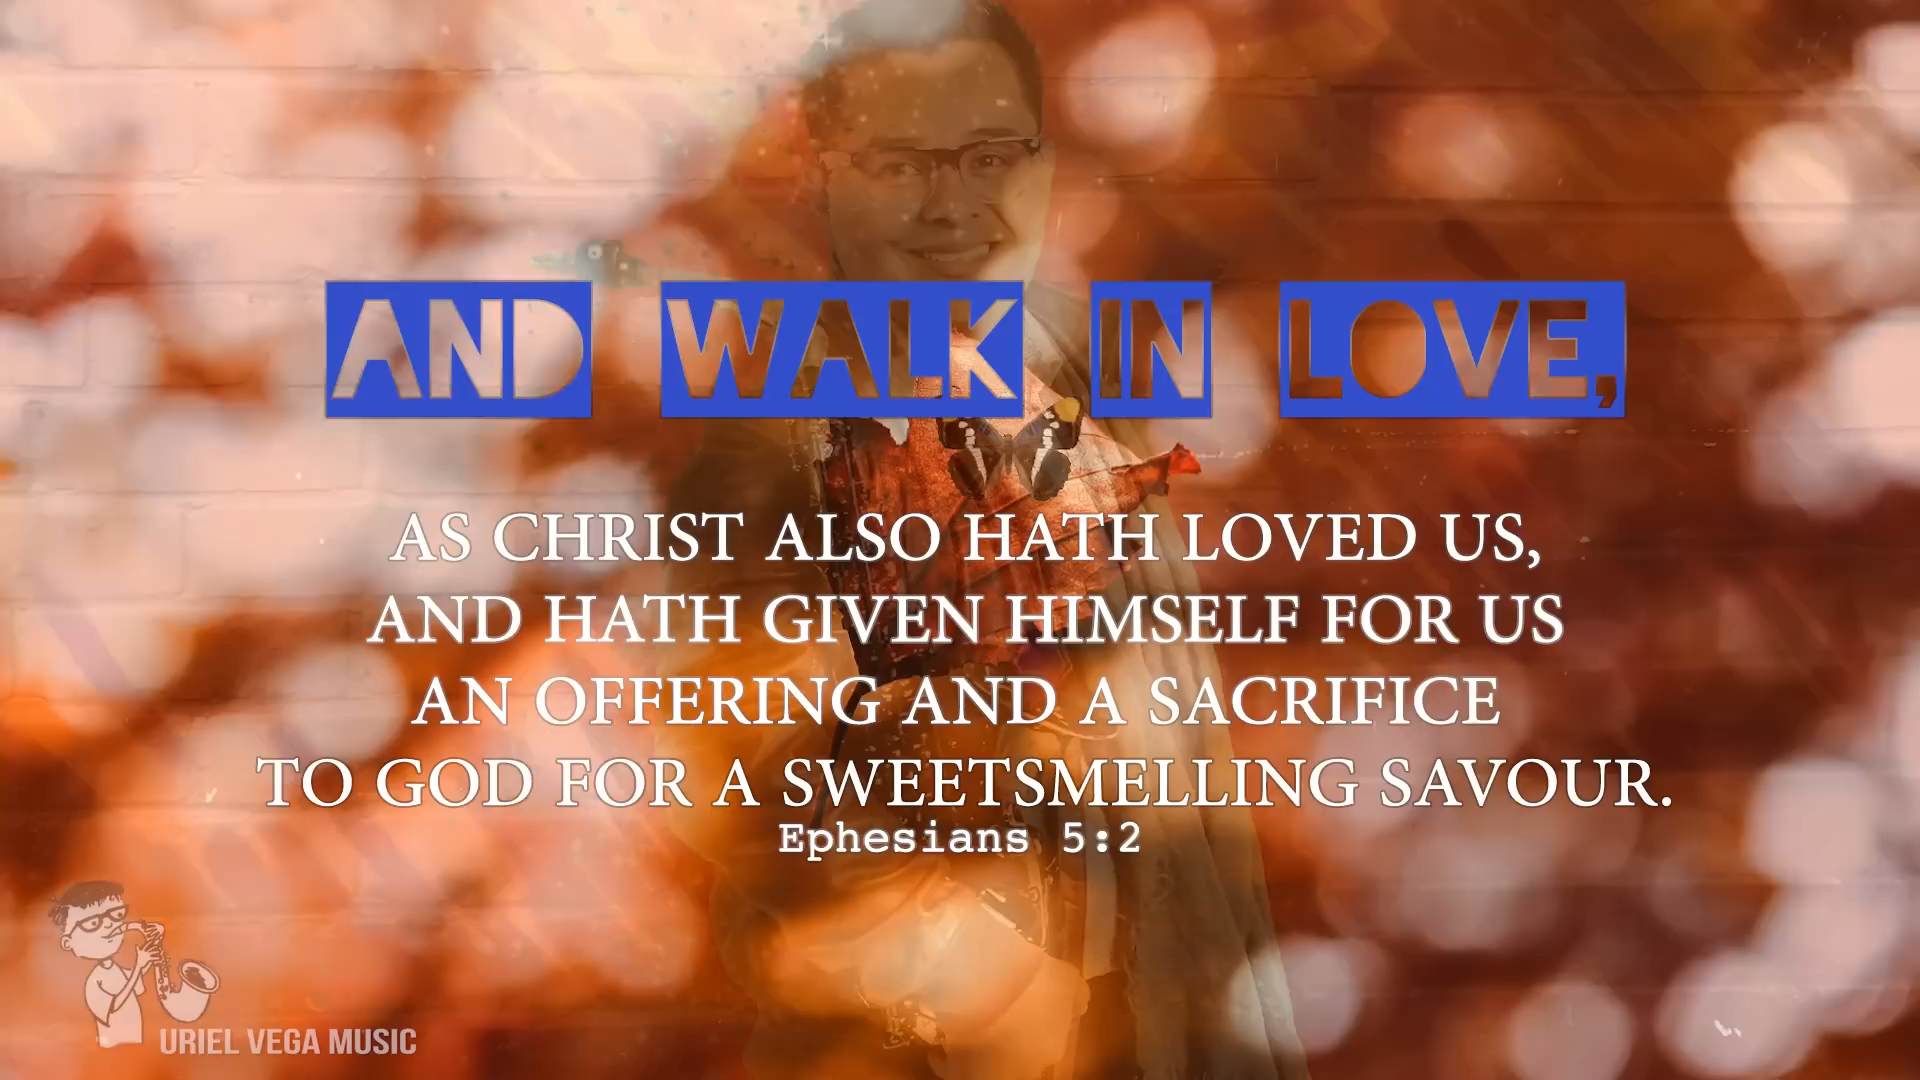 AND WALK IN LOVE,
AS CHRIST ALSO HATH LOVED US,
AND HATH GIVEN HIMSELF FOR US
AN OFFERING AND A SACRIFICE
TO GOD FOR A SWEETSMELLING SAVOUR.
Ephesians 5:2
URIEL VEGA MUSIC